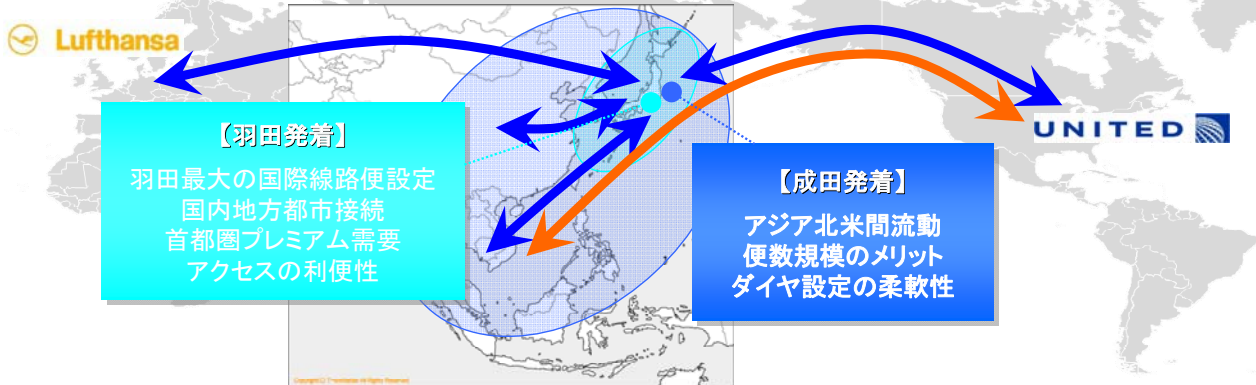 Lufthansa
【羽田発着】
羽田最大の国際線路便設定
国内地方都市接続
首都圏プレミアム需要
アクセスの利便性
UNITED
【成田発着】
アジア北米間流動
便数規模のメリット
ダイヤ設定の柔軟性